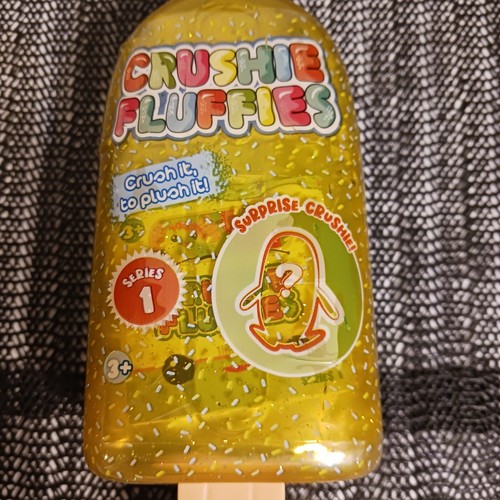 CRUSHIE
FLUFFIES
Crush It,
to plush It!
SURPRISE CRUSHIE!
?
SERIES
1
3+